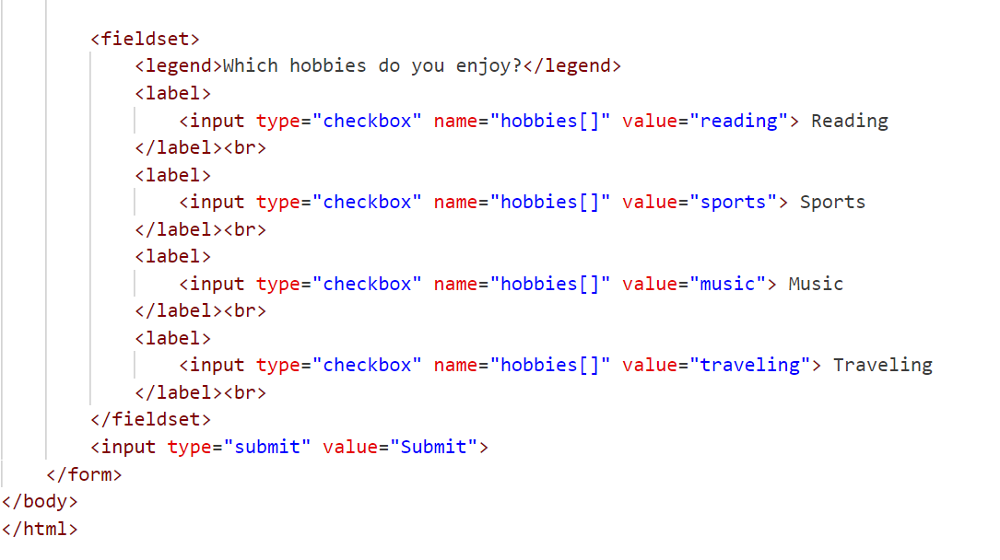 <fieldset>
<legend>Which hobbies do you enjoy?</legend>
<label>
<input type="checkbox" name="hobbies[]" value="reading"> Reading
</label><br>
<label>
<input type="checkbox" name="hobbies[]" value="sports"> Sports
</label><br>
<label>
<input type="checkbox" name="hobbies[]" value="music"> Music
</label><br>
<label>
<input type="checkbox" name="hobbies[]" value="traveling"> Traveling
</label><br>
</fieldset>
<input type="submit" value="Submit">
</form>
</body>
</html>